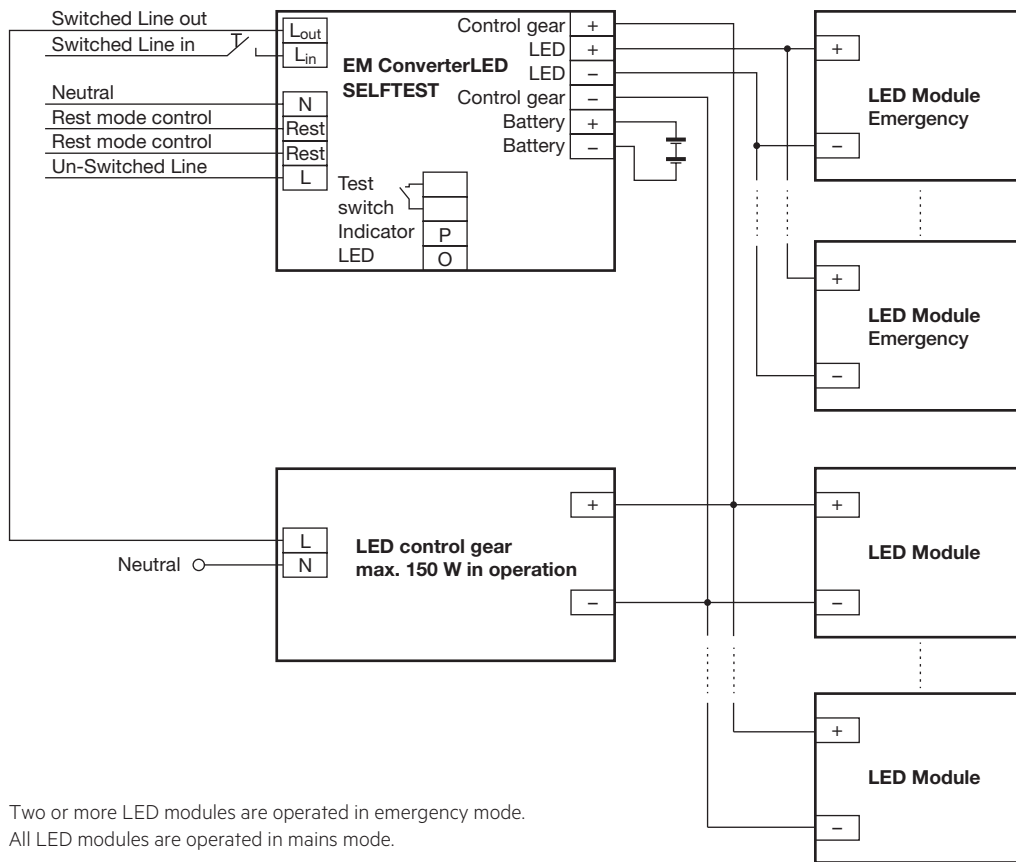 Switched Line out
Switched Line in
Neutral
Rest mode control
Rest mode control
Un-Switched Line
Lout
Lin
N
Rest
Rest
L
EM ConverterLED
SELFTEST
Test
switch
Indicator
LED
P
O
Control gear +
LED +
LED −
Control gear −
Battery +
Battery −
+
−
LED Module
Emergency
+
−
LED Module
Emergency
Neutral
L
N
LED control gear
max. 150 W in operation
+
−
+
−
LED Module
+
−
LED Module
Two or more LED modules are operated in emergency mode.
All LED modules are operated in mains mode.